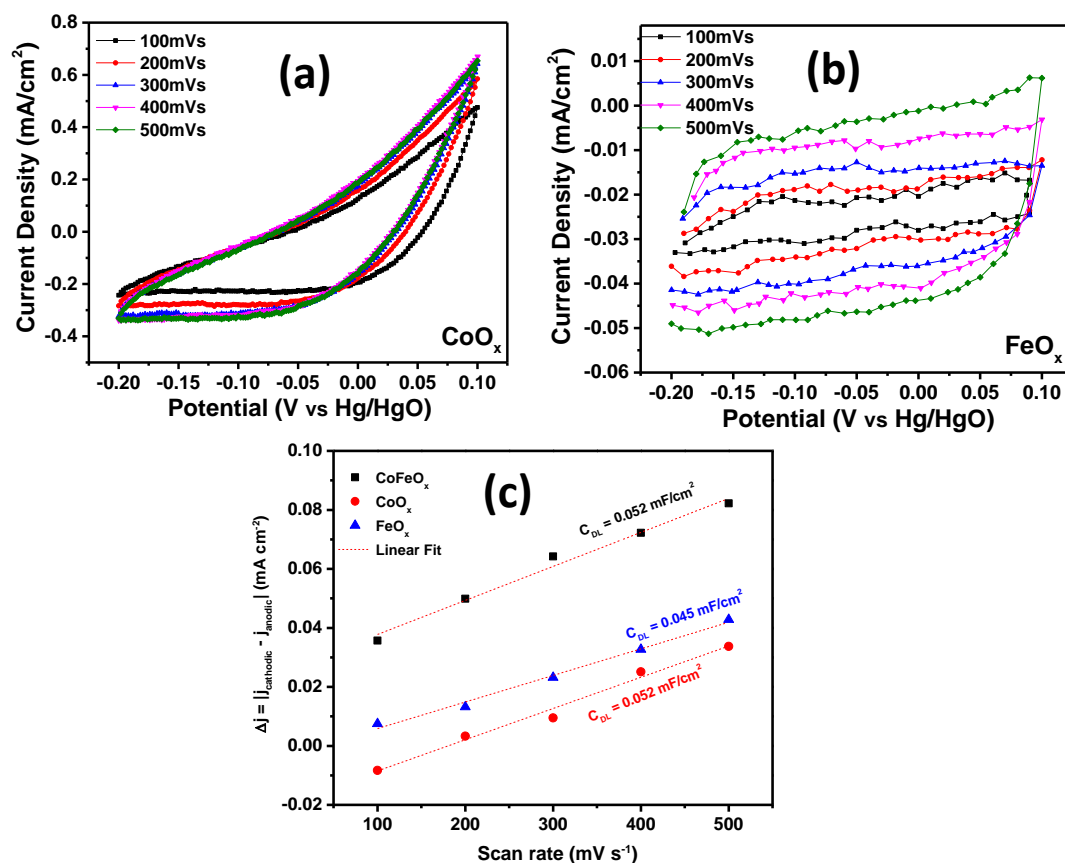 (a)
100mVs
200mVs
300mVs
400mVs
500mVs
0.8
0.6
0.4
0.2
0.0
-0.2
-0.4
Current Density (mA/cm²)
-0.20 -0.15 -0.10 -0.05 0.00 0.05 0.10
Potential (V vs Hg/HgO)
CoOₓ
(b)
100mVs
200mVs
300mVs
400mVs
500mVs
0.01
0.00
-0.01
-0.02
-0.03
-0.04
-0.05
-0.06
Current Density (mA/cm²)
-0.20 -0.15 -0.10 -0.05 0.00 0.05 0.10
Potential (V vs Hg/HgO)
FeOₓ
(c)
CoFeOₓ
CoOₓ
FeOₓ
Linear Fit
C_DL = 0.052 mF/cm²
C_DL = 0.045 mF/cm²
C_DL = 0.052 mF/cm²
0.10
0.08
0.06
0.04
0.02
0.00
-0.02
Δj = |j_cathodic - j_anodic| (mA cm⁻²)
100 200 300 400 500
Scan rate (mV s⁻¹)